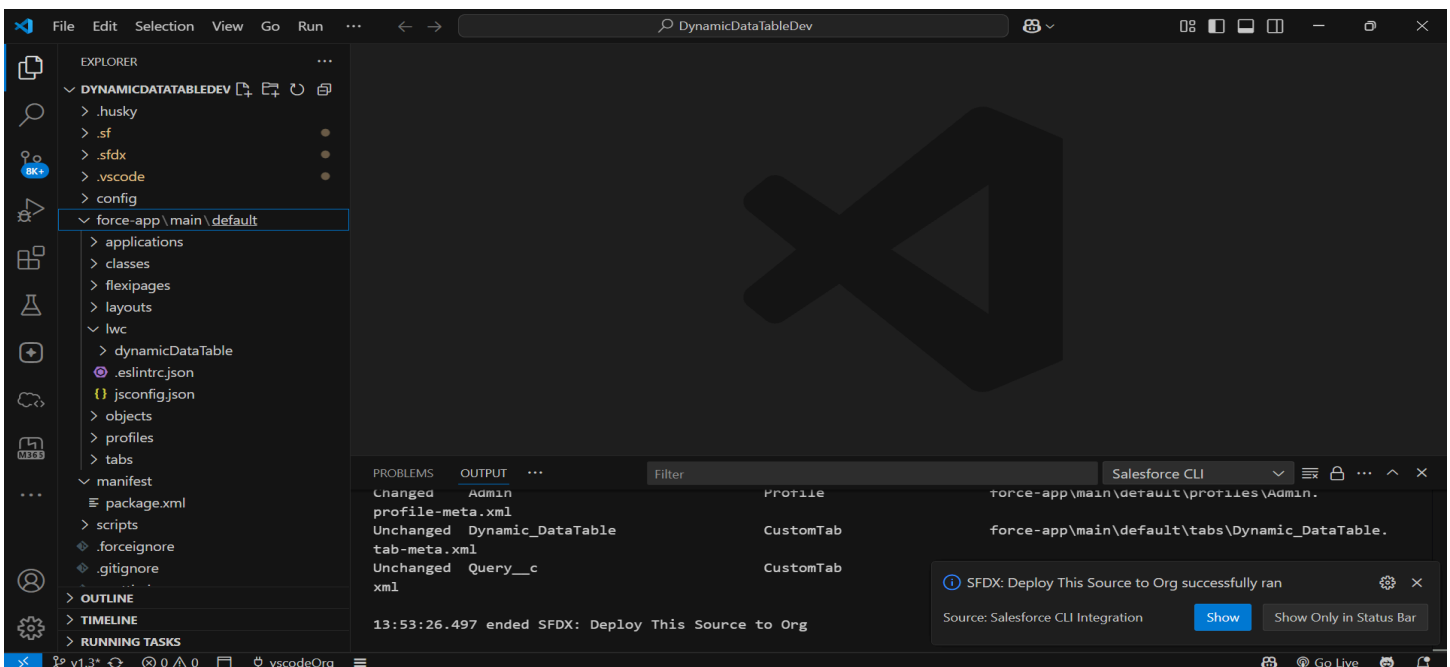 File Edit Selection View Go Run ··· DynamicDataTableDev
EXPLORER ···
DYNAMICDATATABLEDEV
.husky
.sf
.sfdx
8K+
.vscode
config
force-app\main\default
applications
classes
flexipages
layouts
lwc
dynamicDataTable
.eslintrc.json
{} jsconfig.json
objects
M365
profiles
tabs
manifest
package.xml
scripts
.forceignore
.gitignore
OUTLINE
TIMELINE
RUNNING TASKS
PROBLEMS OUTPUT ··· Filter Salesforce CLI
Changed Admin Profile force-app\main\default\profiles\Admin.
profile-meta.xml
Unchanged Dynamic_DataTable CustomTab force-app\main\default\tabs\Dynamic_DataTable.
tab-meta.xml
Unchanged Query__c CustomTab
xml
13:53:26.497 ended SFDX: Deploy This Source to Org
SFDX: Deploy This Source to Org successfully ran
Source: Salesforce CLI Integration Show Show Only in Status Bar
v1.3* 0 0 vscodeOrg Go Live